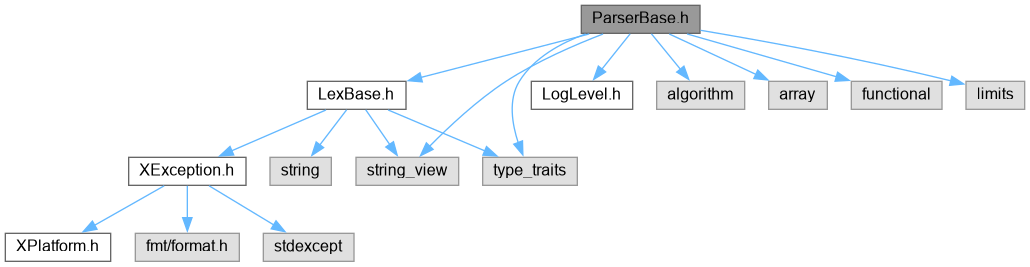 ParserBase.h
LexBase.h
LogLevel.h
algorithm
array
functional
limits
XException.h
string
string_view
type_traits
XPlatform.h
fmt/format.h
stdexcept